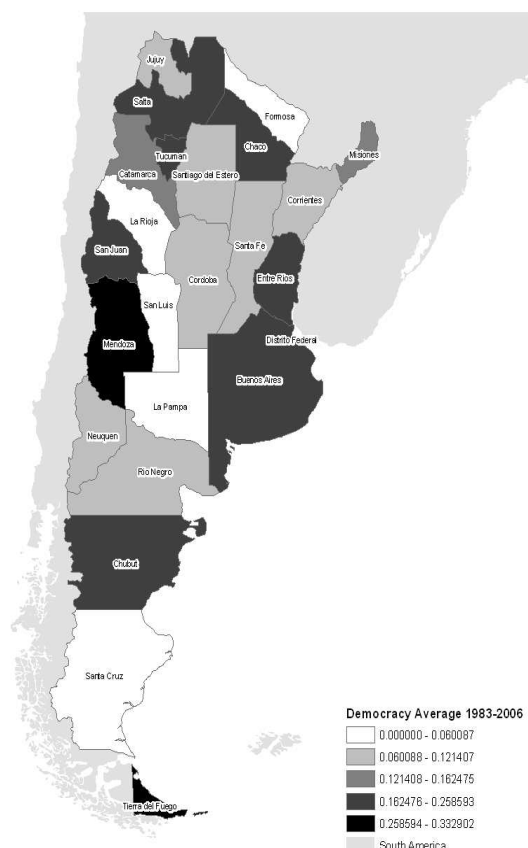 Jujuy
Salta
Formosa
Chaco
Tucuman
Misiones
Catamarca
Santiago del Estero
Corrientes
La Rioja
Santa Fe
San Juan
Cordoba
Entre Rios
San Luis
Mendoza
Distrito Federal
Buenos Aires
La Pampa
Neuquen
Rio Negro
Chubut
Santa Cruz
Tierra del Fuego
Democracy Average 1983-2006
0.000000 - 0.060087
0.060088 - 0.121407
0.121408 - 0.162475
0.162476 - 0.258593
0.258594 - 0.332902
South America